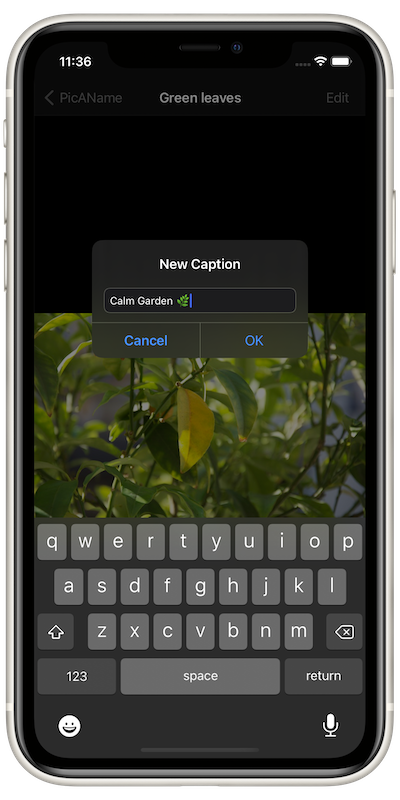 11:36
PicAName Green leaves Edit
New Caption
Calm Garden 🌿
Cancel OK
q w e r t y u i o p
a s d f g h j k l
z x c v b n m
123 space return